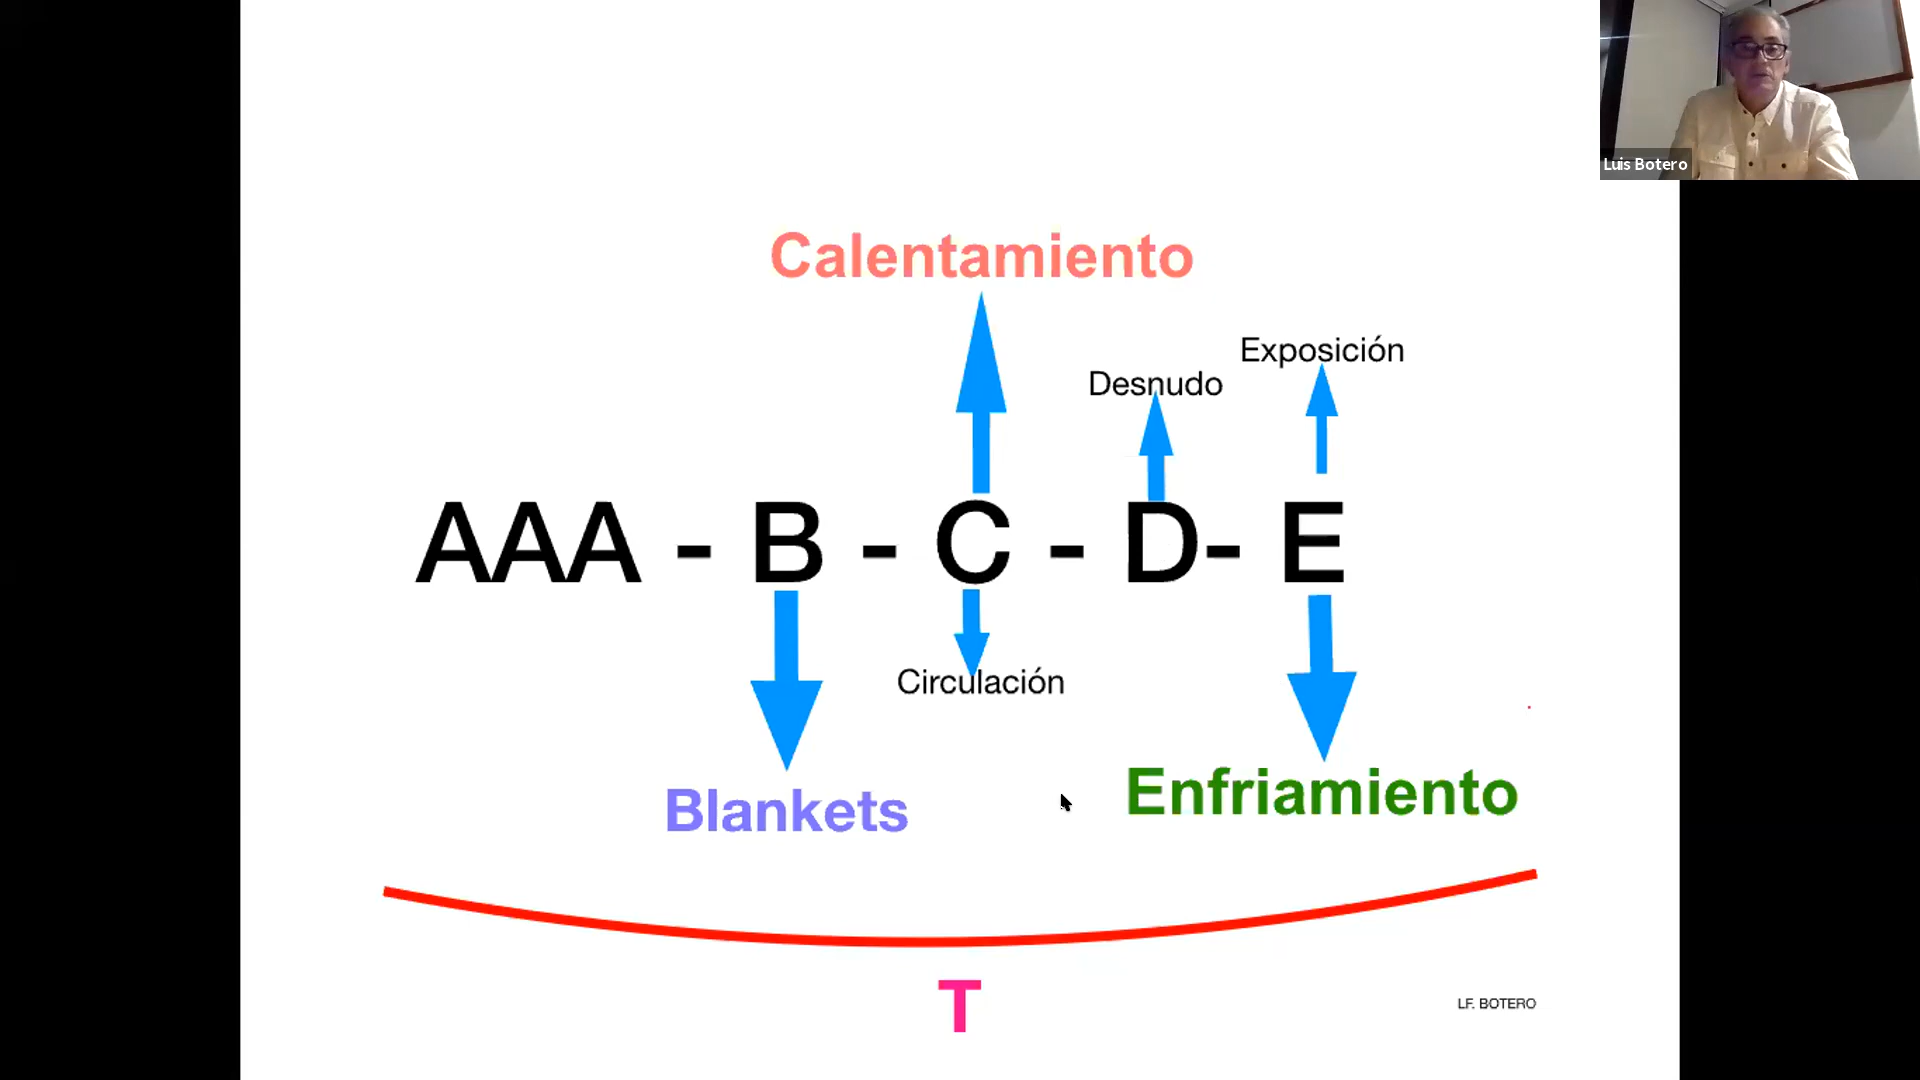 Luis Botero
Calentamiento
Exposición
Desnudo
AAA - B - C - D- E
Circulación
Blankets
Enfriamiento
T
LF. BOTERO